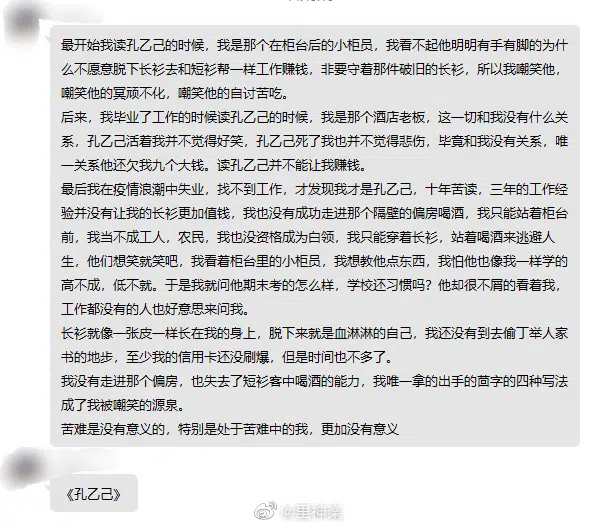 最开始我读孔乙己的时候，我是那个在柜台后的小柜员，我看不起他明明有手有脚的为什
么不愿意脱下长衫去和短衫帮一样工作赚钱，非要守着那件破旧的长衫，所以我嘲笑他，
嘲笑他的冥顽不化，嘲笑他的自讨苦吃。
后来，我毕业了工作的时候读孔乙己的时候，我是那个酒店老板，这一切和我没有什么关
系，孔乙己活着我并不觉得好笑，孔乙己死了我也并不觉得悲伤，毕竟和我没有关系，唯
一关系他还欠我九个大钱。读孔乙己并不能让我赚钱。
最后我在疫情浪潮中失业，找不到工作，才发现我才是孔乙己，十年苦读，三年的工作经
验并没有让我的长衫更加值钱，我也没有成功走进那个隔壁的偏房喝酒，我只能站着柜台
前，我当不成工人，农民，我也没资格成为白领，我只能穿着长衫，站着喝酒来逃避人
生，他们想笑就笑吧，我看着柜台里的小柜员，我想教他点东西，我怕他也像我一样学的
高不成，低不就。于是我就问他期末考的怎么样，学校还习惯吗？他却很不屑的看着我，
工作都没有的人也好意思来问我。
长衫就像一张皮一样长在我的身上，脱下来就是血淋淋的自己，我还没有到去偷丁举人家
书的地步，至少我的信用卡还没刷爆，但是时间也不多了。
我没有走进那个偏房，也失去了短衫客中喝酒的能力，我唯一拿的出手的茴字的四种写法
成了我被嘲笑的源泉。
苦难是没有意义的，特别是处于苦难中的我，更加没有意义
《孔乙己》